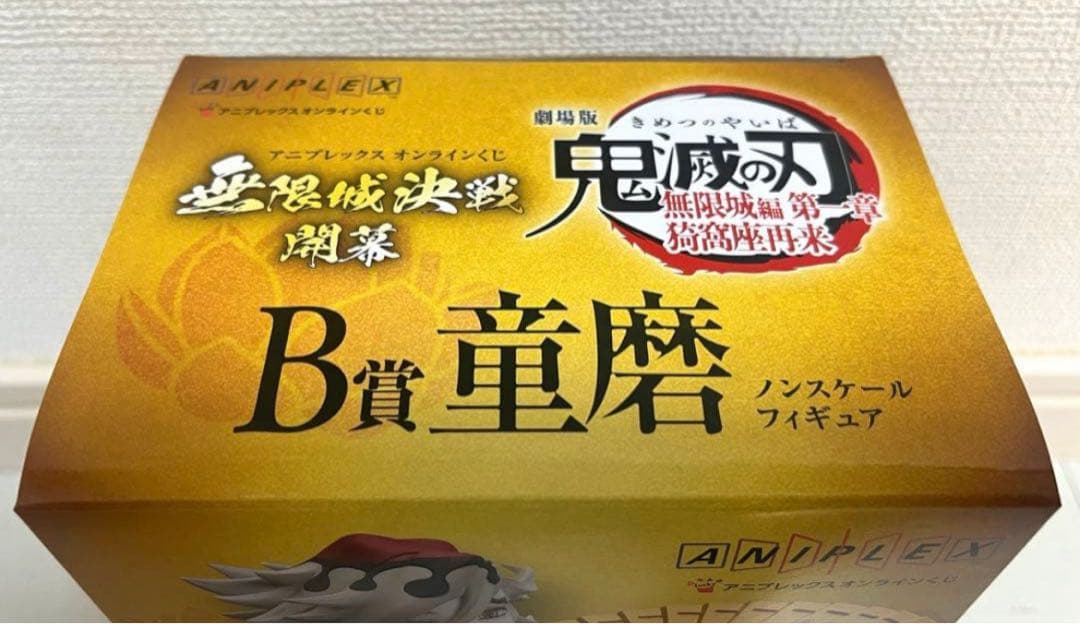 ANIPLEX
アニプレックスオンラインくじ
アニプレックス オンラインくじ
無限城決戦
開幕
劇場版
きめつのやいば
鬼滅の刃
無限城編 第一章
猗窩座再来
B賞 童磨
ノンスケール
フィギュア
ANIPLEX
アニプレックスオンラインくじ